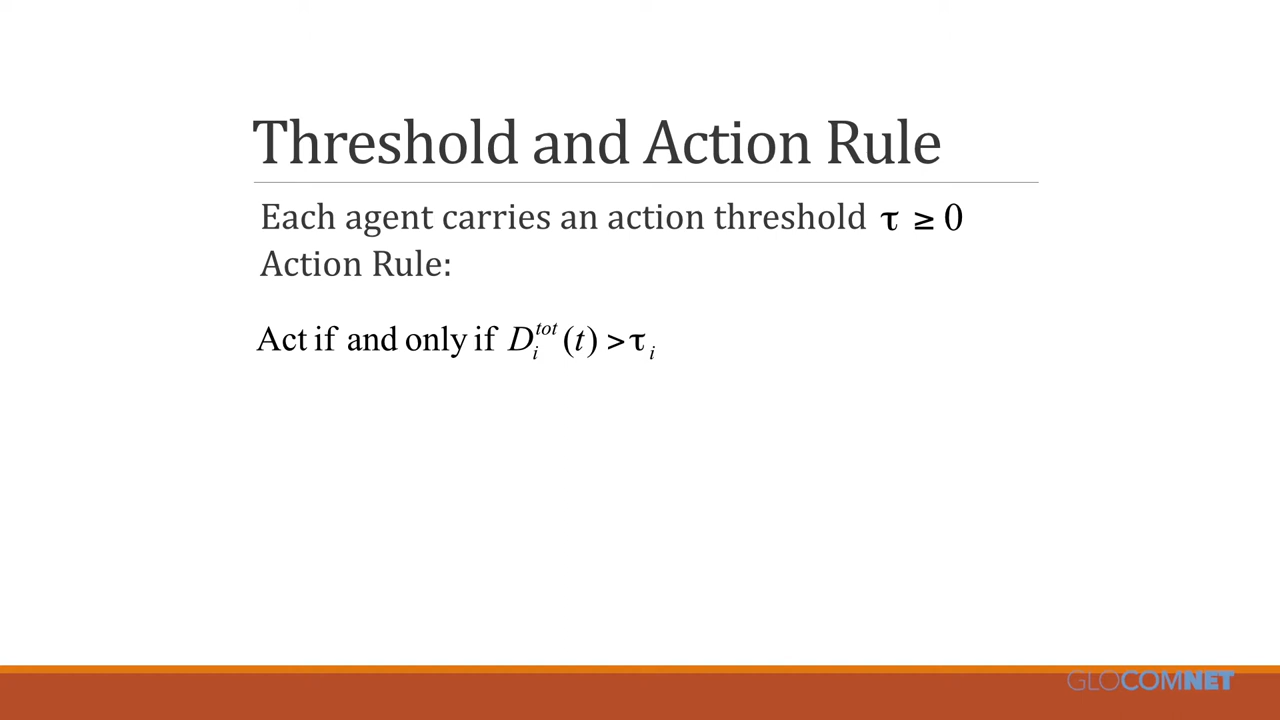 Threshold and Action Rule
Each agent carries an action threshold τ ≥ 0
Action Rule:
Act if and only if D_i^{tot}(t) > τ_i
GLOCOMNET